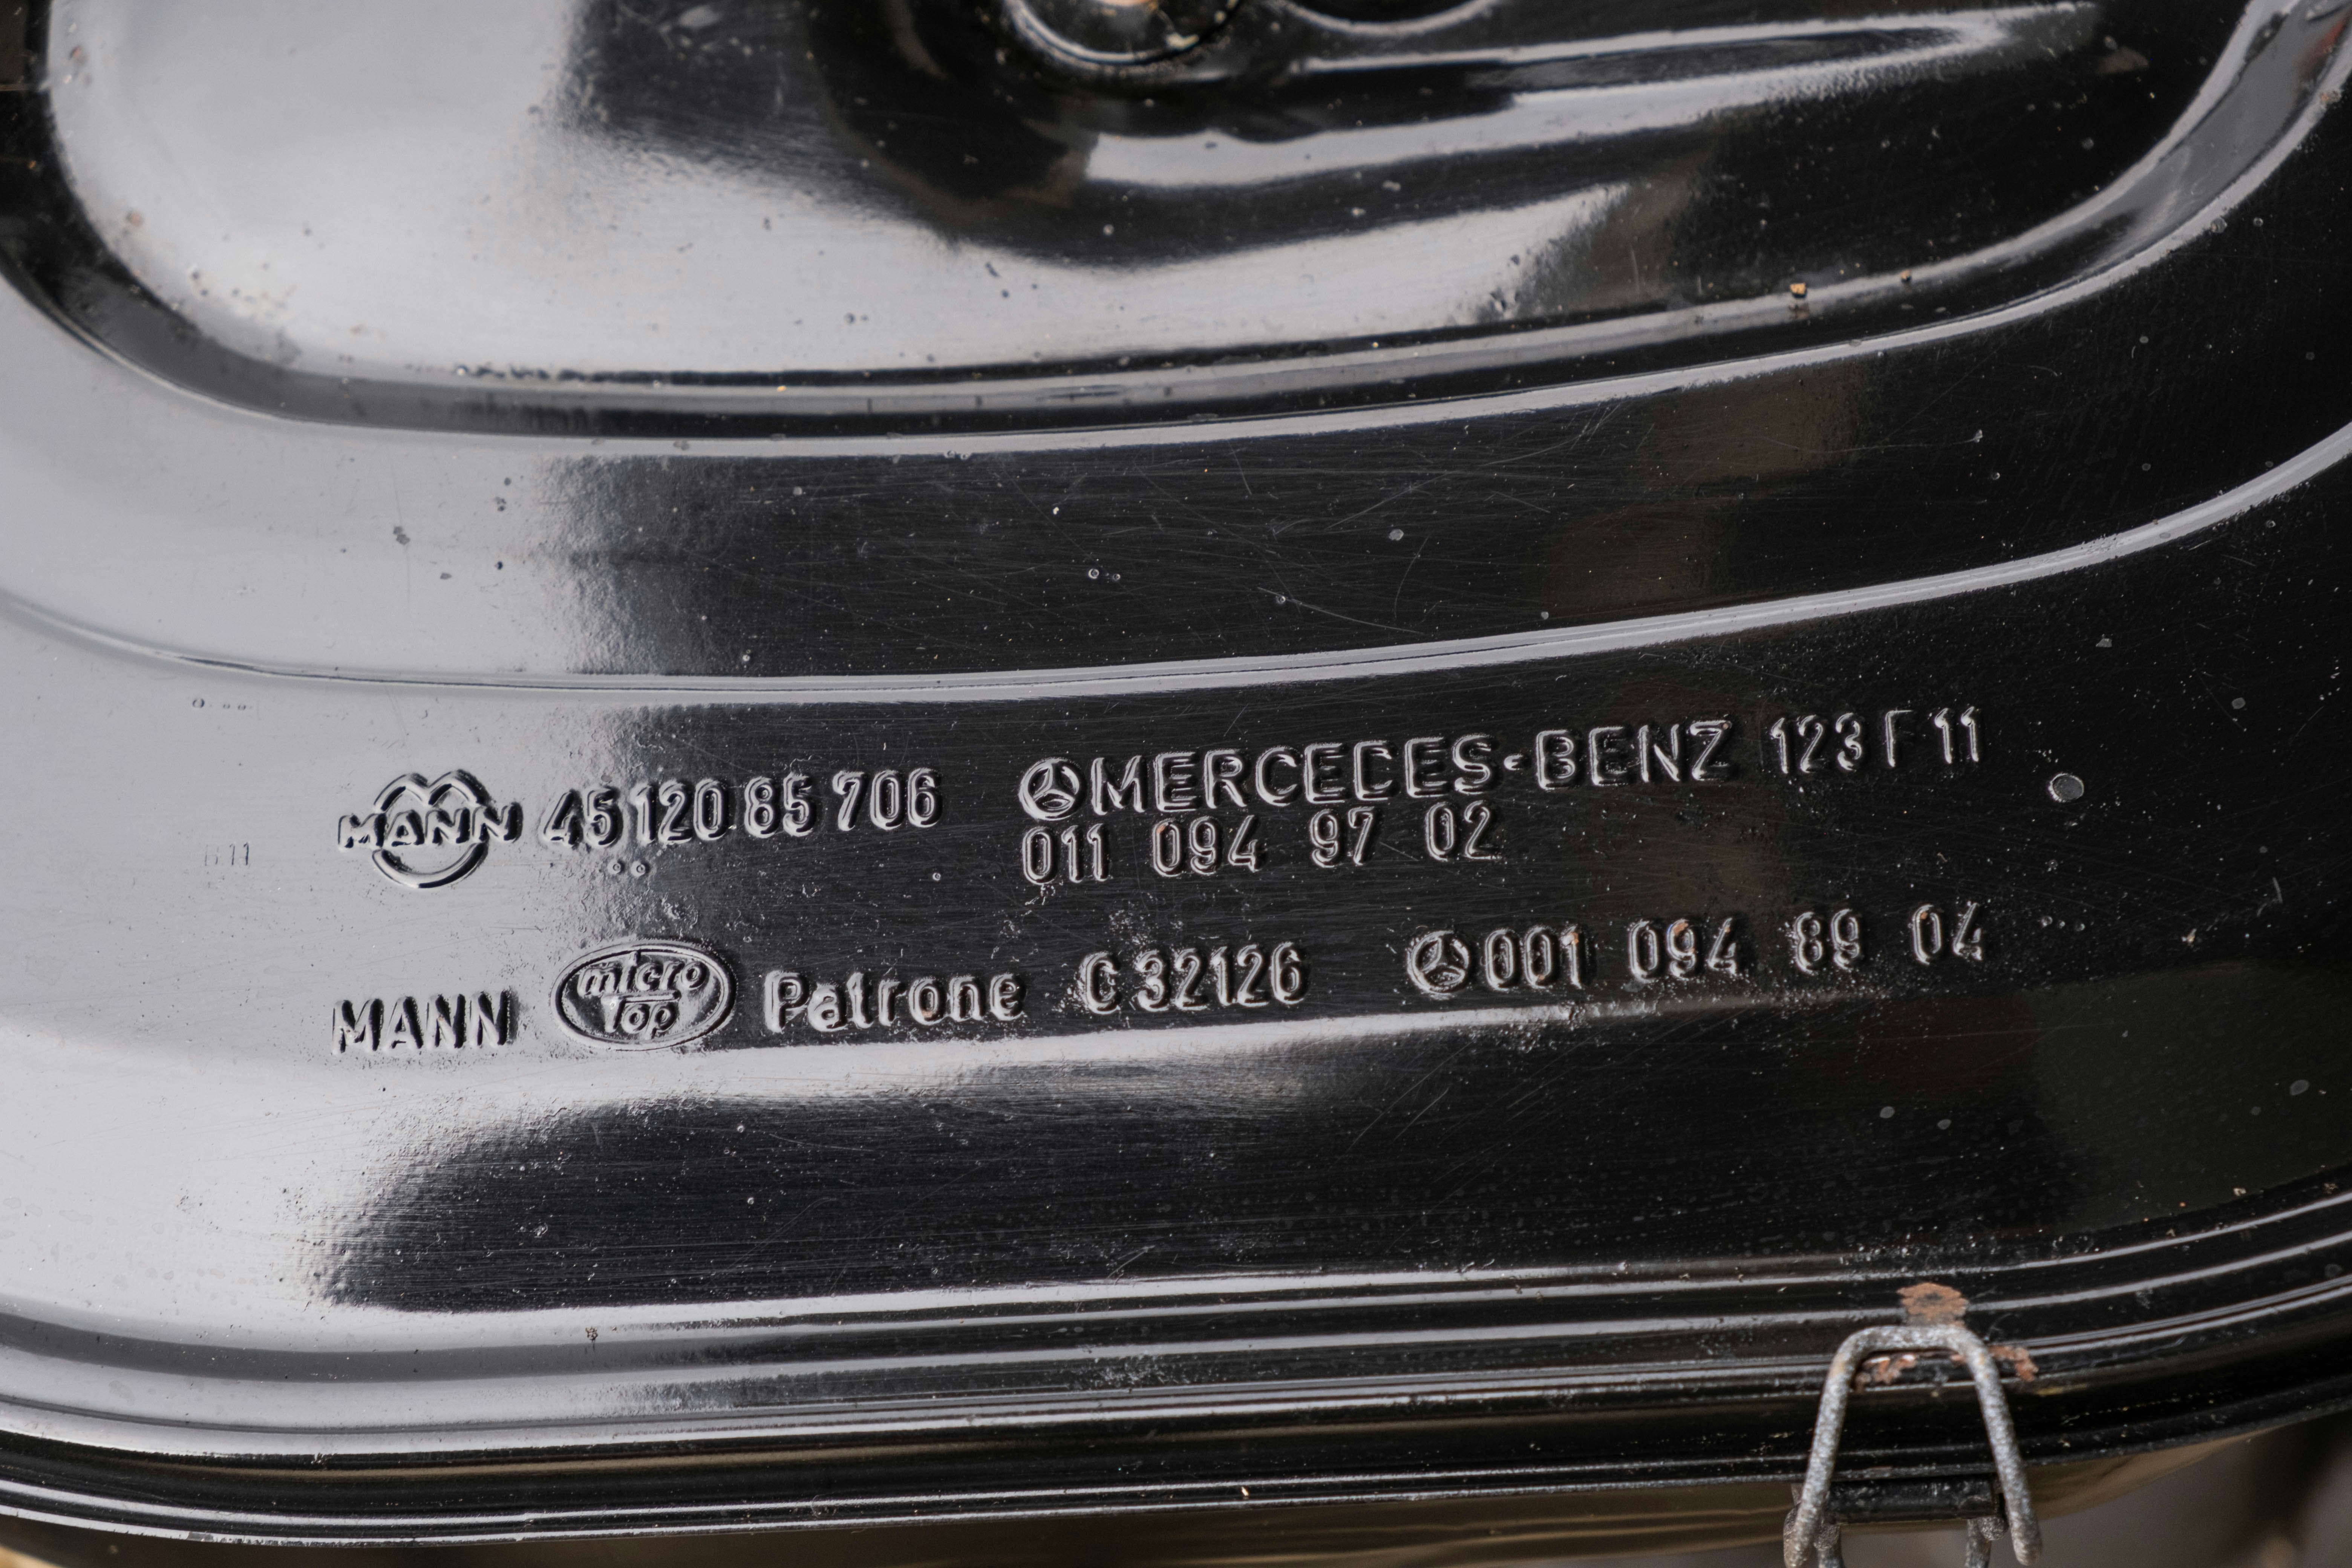 MANN 45 120 85 706 MERCEDES-BENZ 123 F 11
011 094 97 02
MANN micro Top Patrone C 32126 001 094 89 04